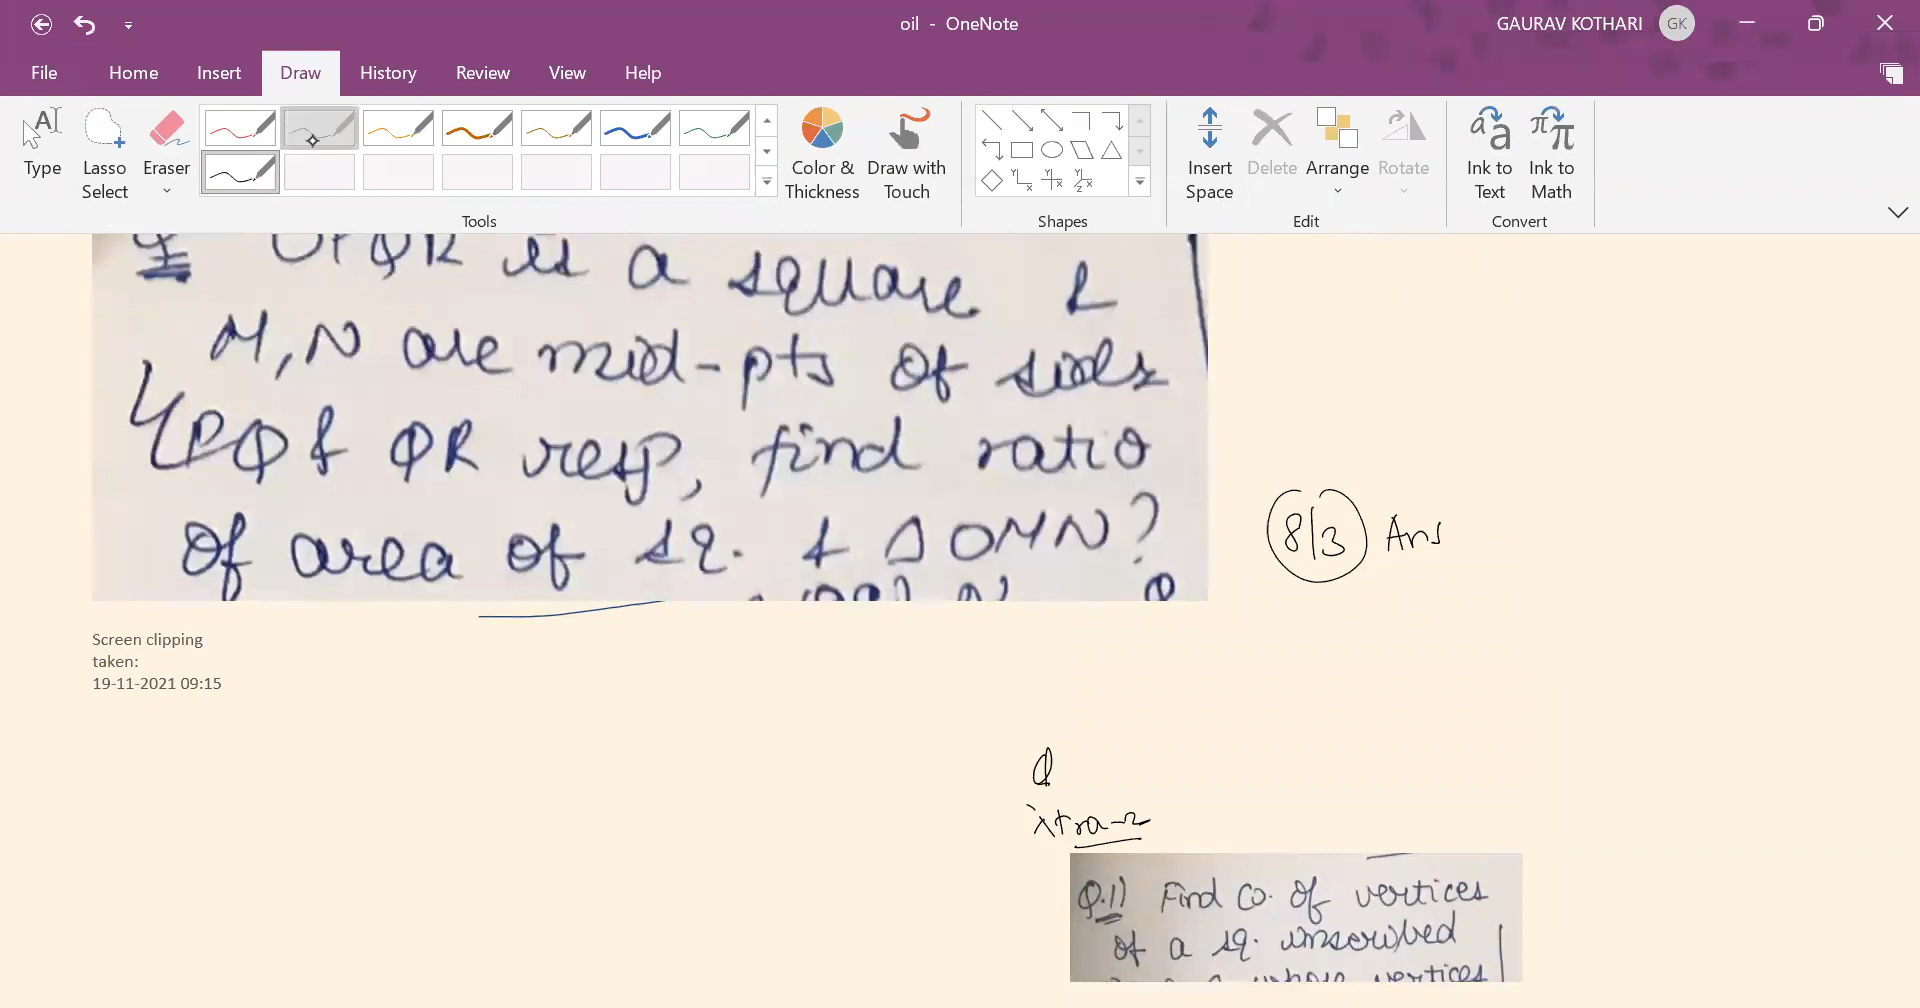 oil - OneNote
GAURAV KOTHARI
GK
File Home Insert Draw History Review View Help
Type
Lasso Select
Eraser
Color & Thickness
Draw with Touch
Insert Space
Delete
Arrange
Rotate
Ink to Text
Ink to Math
Tools
Shapes
Edit
Convert
OPQR is a square &
M, N are mid-pts of sides
PQ & QR resp, find ratio
of area of sq. & Δ OMN?
8/3 Ans
Screen clipping
taken:
19-11-2021 09:15
Q
xtra-2
Q.1) Find Co. of vertices
of a sq. inscribed
whose vertices